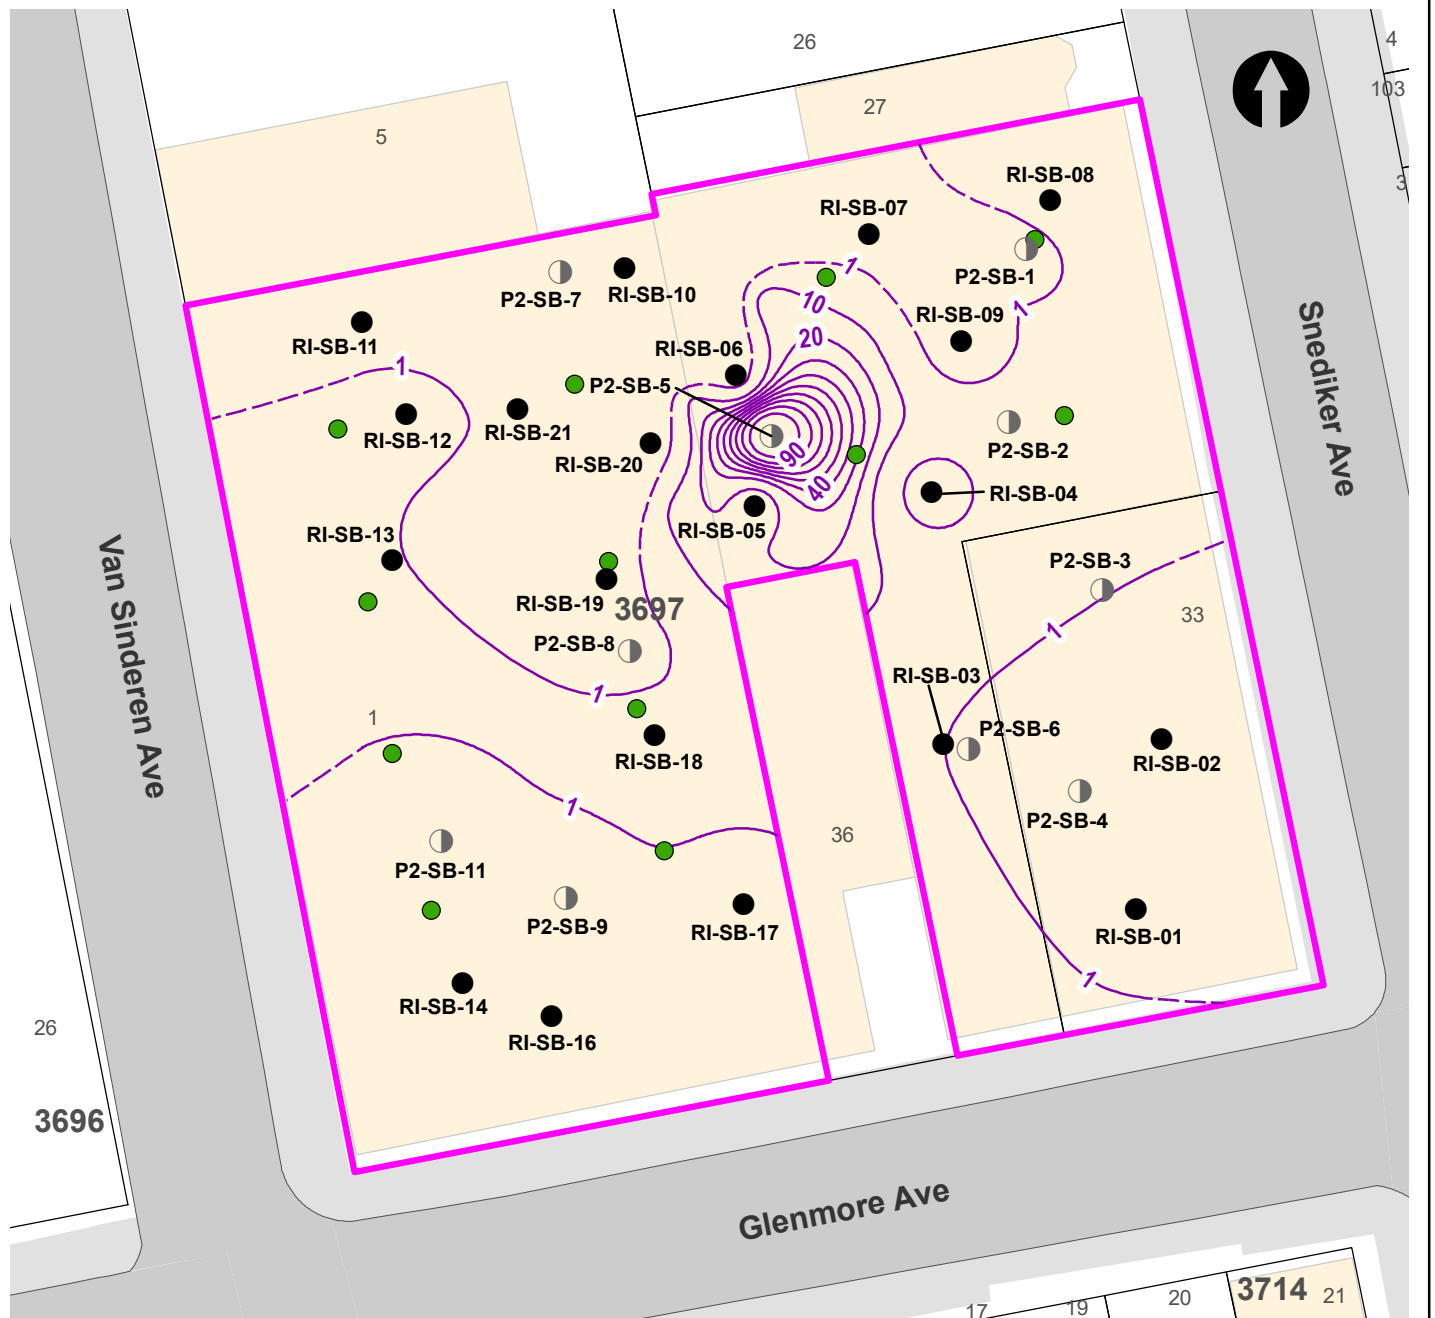 26
4
103
27
5
3
RI-SB-08
RI-SB-07
P2-SB-1
1
P2-SB-7
RI-SB-10
10
1
RI-SB-09
20
RI-SB-11
RI-SB-06
1
P2-SB-5
Snediker Ave
RI-SB-12
RI-SB-21
P2-SB-2
RI-SB-20
90
40
RI-SB-04
RI-SB-13
RI-SB-05
P2-SB-3
RI-SB-19
3697
33
1
P2-SB-8
RI-SB-03
1
Van Sinderen Ave
1
P2-SB-6
RI-SB-18
RI-SB-02
1
P2-SB-4
36
P2-SB-11
P2-SB-9
RI-SB-17
RI-SB-01
1
RI-SB-14
26
RI-SB-16
3696
Glenmore Ave
3714
21
20
19
17